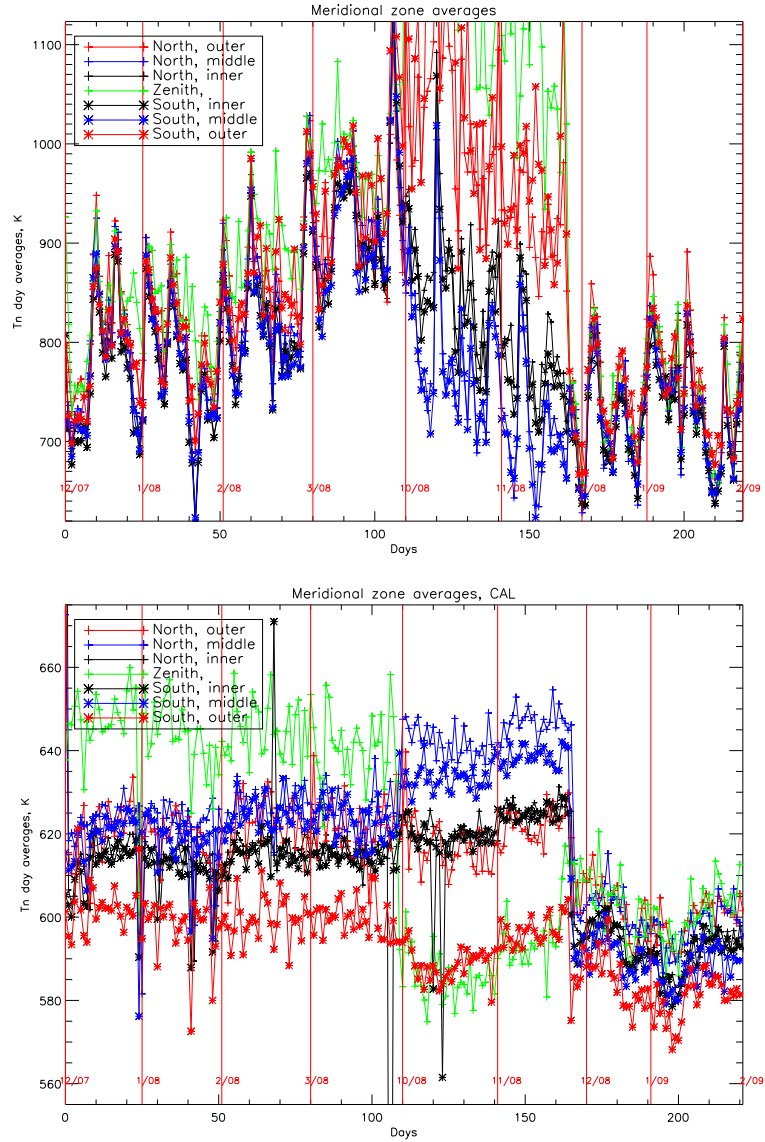 Meridional zone averages
Tn day averages, K
1100
1000
900
800
700
North, outer
North, middle
North, inner
Zenith,
South, inner
South, middle
South, outer
12/07 1/08 2/08 3/08 10/08 11/08 12/08 1/09 2/09
0 50 100 150 200
Days
Meridional zone averages, CAL
Tn day averages, K
660
640
620
600
580
560
North, outer
North, middle
North, inner
Zenith,
South, inner
South, middle
South, outer
12/07 1/08 2/08 3/08 10/08 11/08 12/08 1/09 2/09
0 50 100 150 200
Days